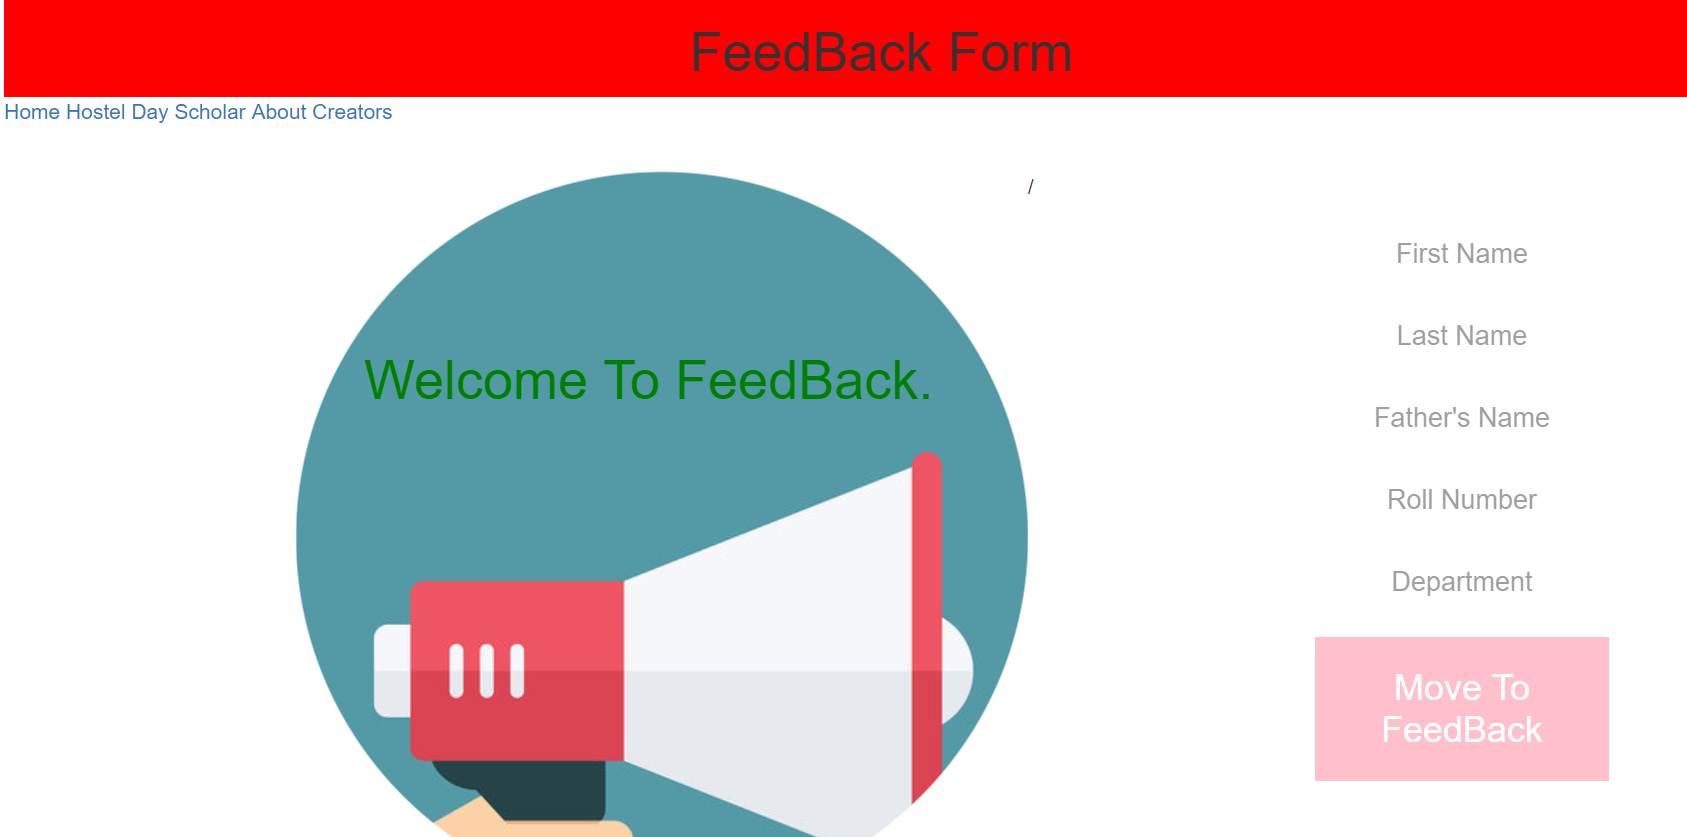 FeedBack Form
Home Hostel Day Scholar About Creators
/
Welcome To FeedBack.
First Name
Last Name
Father's Name
Roll Number
Department
Move To
FeedBack